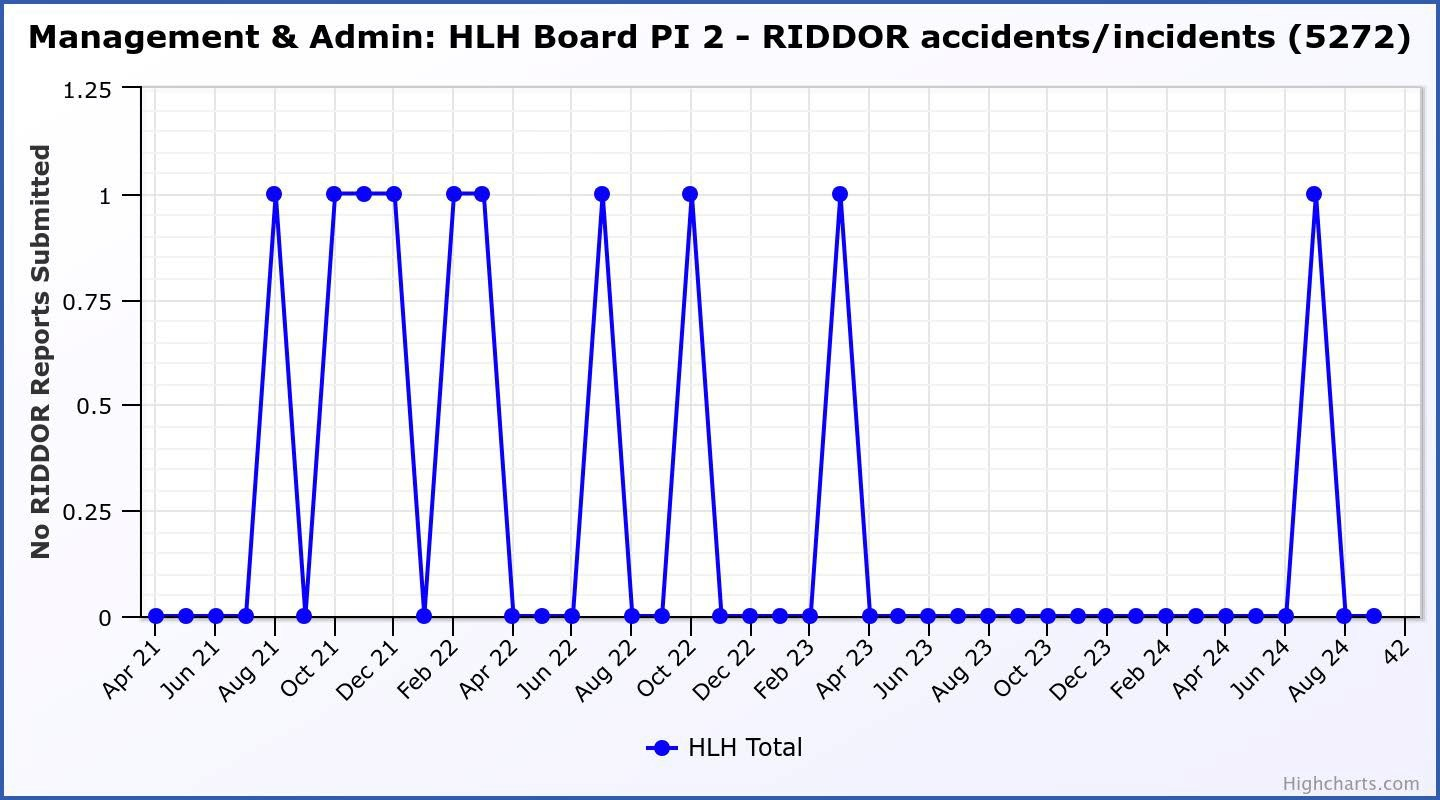 Management & Admin: HLH Board PI 2 - RIDDOR accidents/incidents (5272)
No RIDDOR Reports Submitted
1.25
1
0.75
0.5
0.25
0
Apr 21
Jun 21
Aug 21
Oct 21
Dec 21
Feb 22
Apr 22
Jun 22
Aug 22
Oct 22
Dec 22
Feb 23
Apr 23
Jun 23
Aug 23
Oct 23
Dec 23
Feb 24
Apr 24
Jun 24
Aug 24
42
HLH Total
Highcharts.com